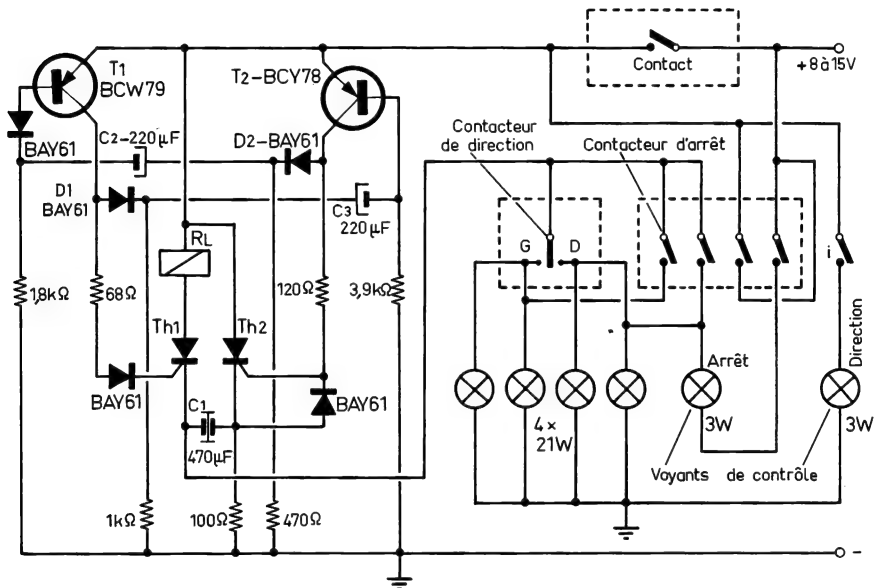 T1
BCW79
T2-BCY78
Contact
+8 à 15V
C2-220µF
D2-BAY61
BAY61
Contacteur
de direction
Contacteur d'arrêt
D1
BAY61
C3
220µF
RL
G
D
i
1,8kΩ
68Ω
120Ω
3,9kΩ
Th1
Th2
Arrêt
Direction
BAY61
C1
470µF
BAY61
4×
21W
3W
3W
Voyants de contrôle
1kΩ
100Ω
470Ω
-